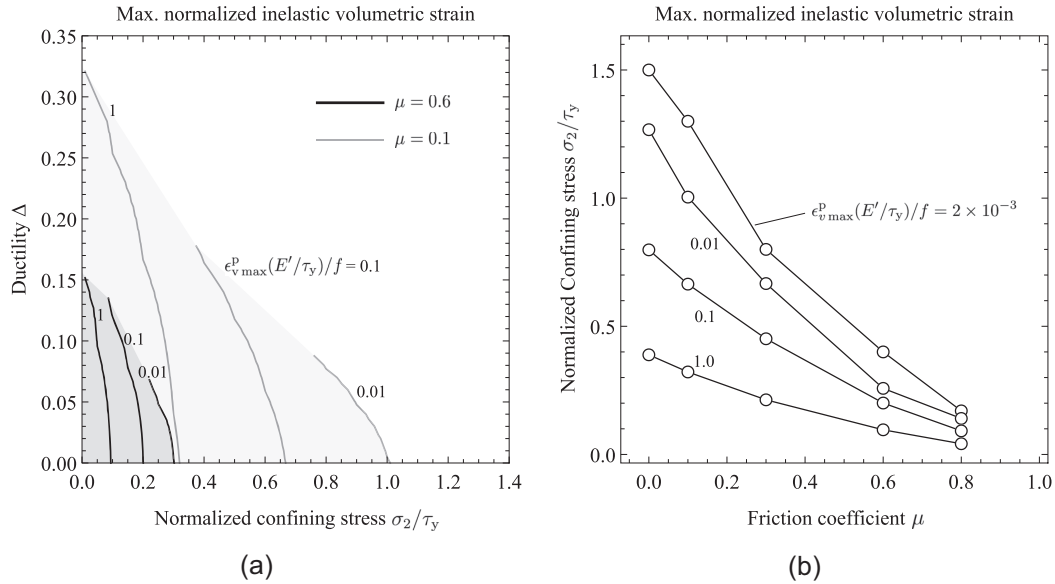 Max. normalized inelastic volumetric strain
0.35
0.30
0.25
0.20
0.15
0.10
0.05
0.00
Ductility Δ
1
μ = 0.6
μ = 0.1
ϵᵖᵥ ₘₐₓ(E′/τ_y)/f = 0.1
1
0.1
0.01
0.01
0.0 0.2 0.4 0.6 0.8 1.0 1.2 1.4
Normalized confining stress σ₂/τ_y
(a)
Max. normalized inelastic volumetric strain
1.5
1.0
0.5
0.0
Normalized Confining stress σ₂/τ_y
ϵᵖᵥ ₘₐₓ(E′/τ_y)/f = 2 × 10⁻³
0.01
0.1
1.0
0.0 0.2 0.4 0.6 0.8 1.0
Friction coefficient μ
(b)